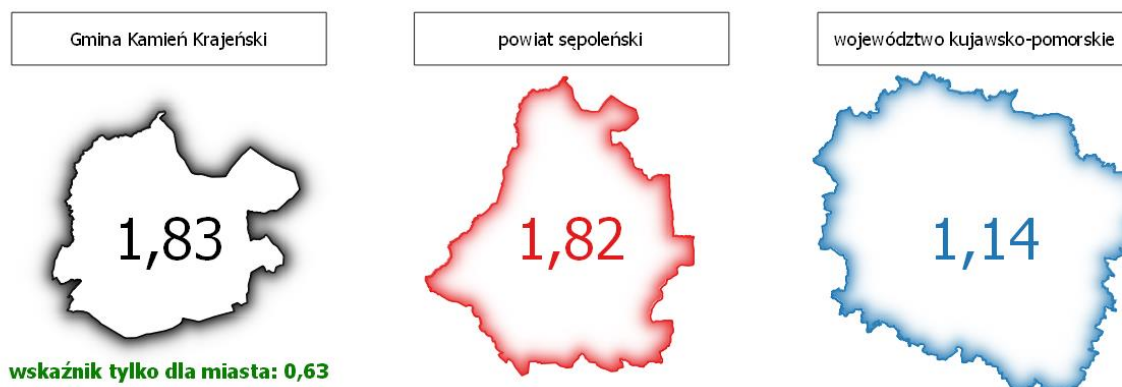 Gmina Kamień Krajeński
powiat sępoleński
województwo kujawsko-pomorskie
1,83
1,82
1,14
wskaźnik tylko dla miasta: 0,63